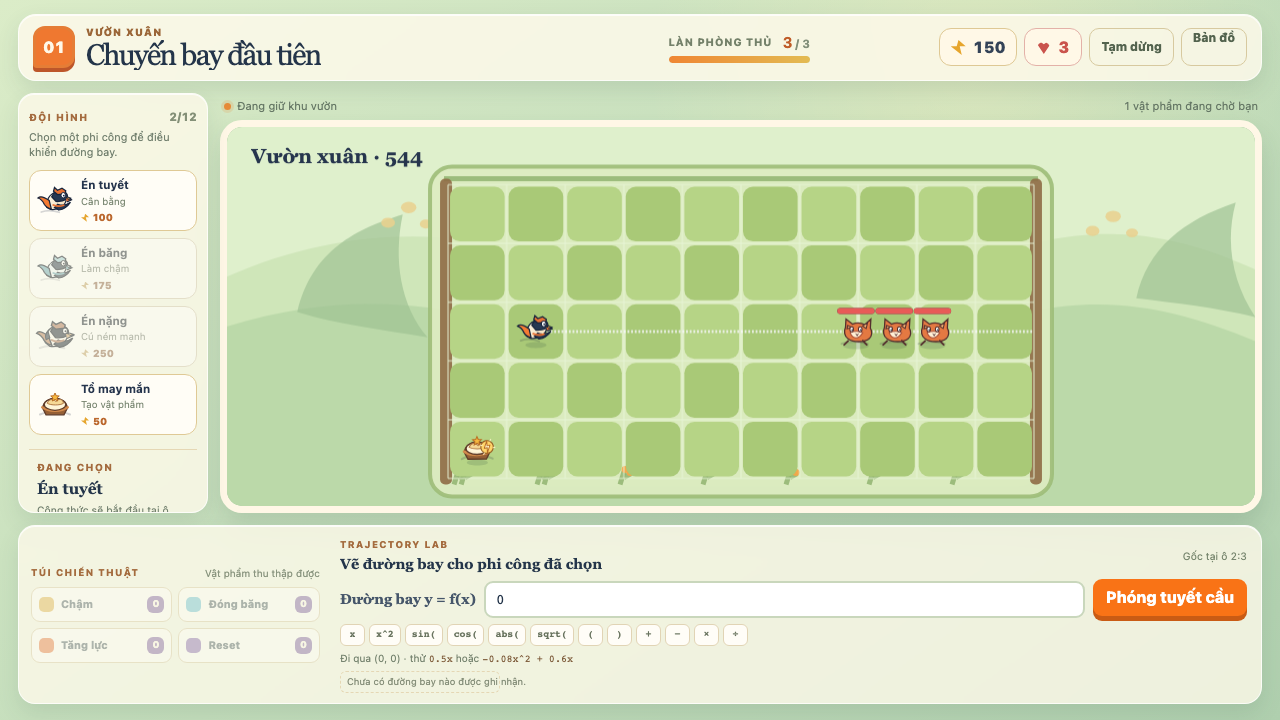 01
VƯỜN XUÂN
Chuyến bay đầu tiên
LÀN PHÒNG THỦ 3 / 3
150
3
Tạm dừng
Bản đồ
ĐỘI HÌNH 2/12
Chọn một phi công để điều
khiển đường bay.
Én tuyết
Cân bằng
100
Én băng
Làm chậm
175
Én nặng
Cú ném mạnh
250
Tổ may mắn
Tạo vật phẩm
50
ĐANG CHỌN
Én tuyết
Công thức sẽ bắt đầu tại ô
Đang giữ khu vườn
1 vật phẩm đang chờ bạn
Vườn xuân · 544
TÚI CHIẾN THUẬT
Vật phẩm thu thập được
Chậm 0
Đóng băng 0
Tăng lực 0
Reset 0
TRAJECTORY LAB
Vẽ đường bay cho phi công đã chọn
Gốc tại ô 2:3
Đường bay y = f(x)
0
Phóng tuyết cầu
x x^2 sin( cos( abs( sqrt( ( ) + − × ÷
Đi qua (0, 0) · thử 0.5x hoặc -0.08x^2 + 0.6x
Chưa có đường bay nào được ghi nhận.